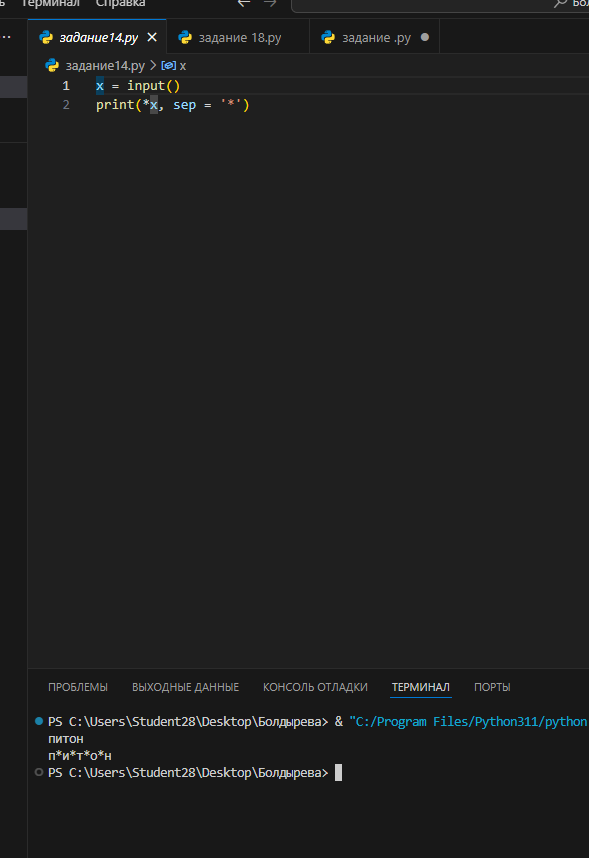 Терминал Справка
задание14.py задание 18.py задание .py
задание14.py > x
1 x = input()
2 print(*x, sep = '*')
ПРОБЛЕМЫ ВЫХОДНЫЕ ДАННЫЕ КОНСОЛЬ ОТЛАДКИ ТЕРМИНАЛ ПОРТЫ
PS C:\Users\Student28\Desktop\Болдырева> & "C:/Program Files/Python311/python
питон
п*и*т*о*н
PS C:\Users\Student28\Desktop\Болдырева>